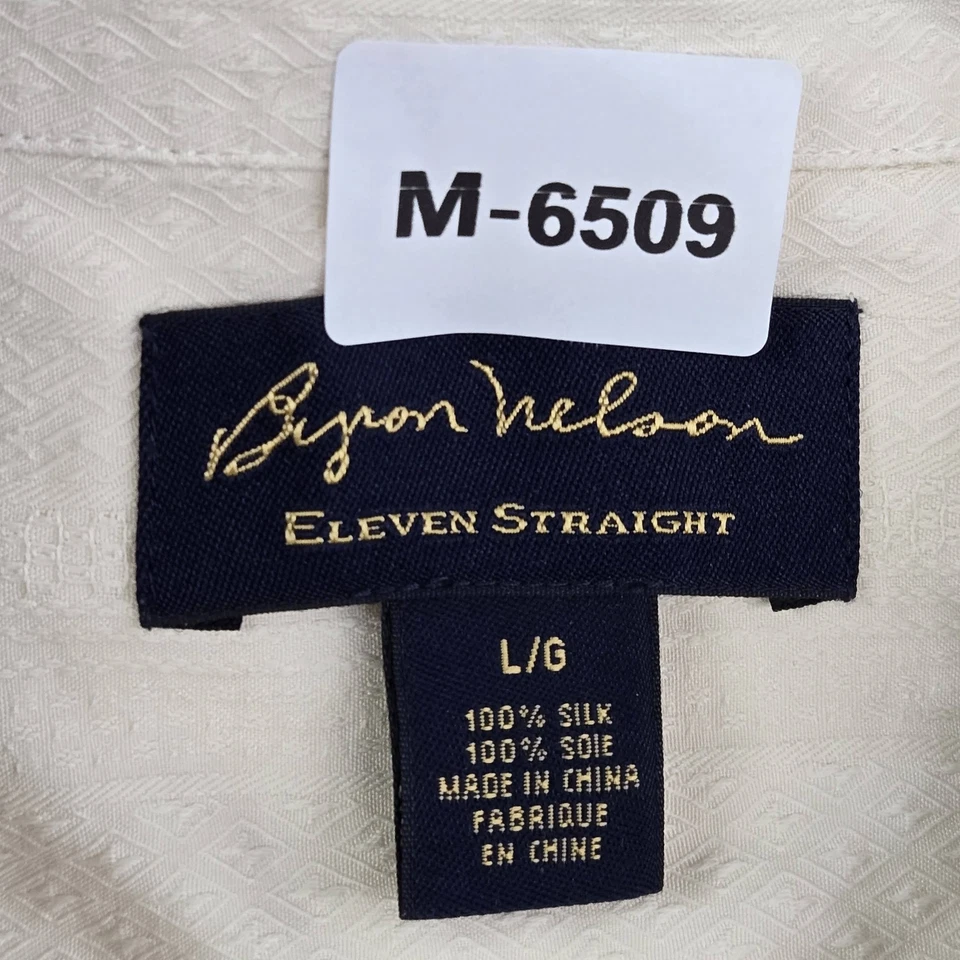 M-6509
Byron Nelson
ELEVEN STRAIGHT
L/G
100% SILK
100% SOIE
MADE IN CHINA
FABRIQUE
EN CHINE